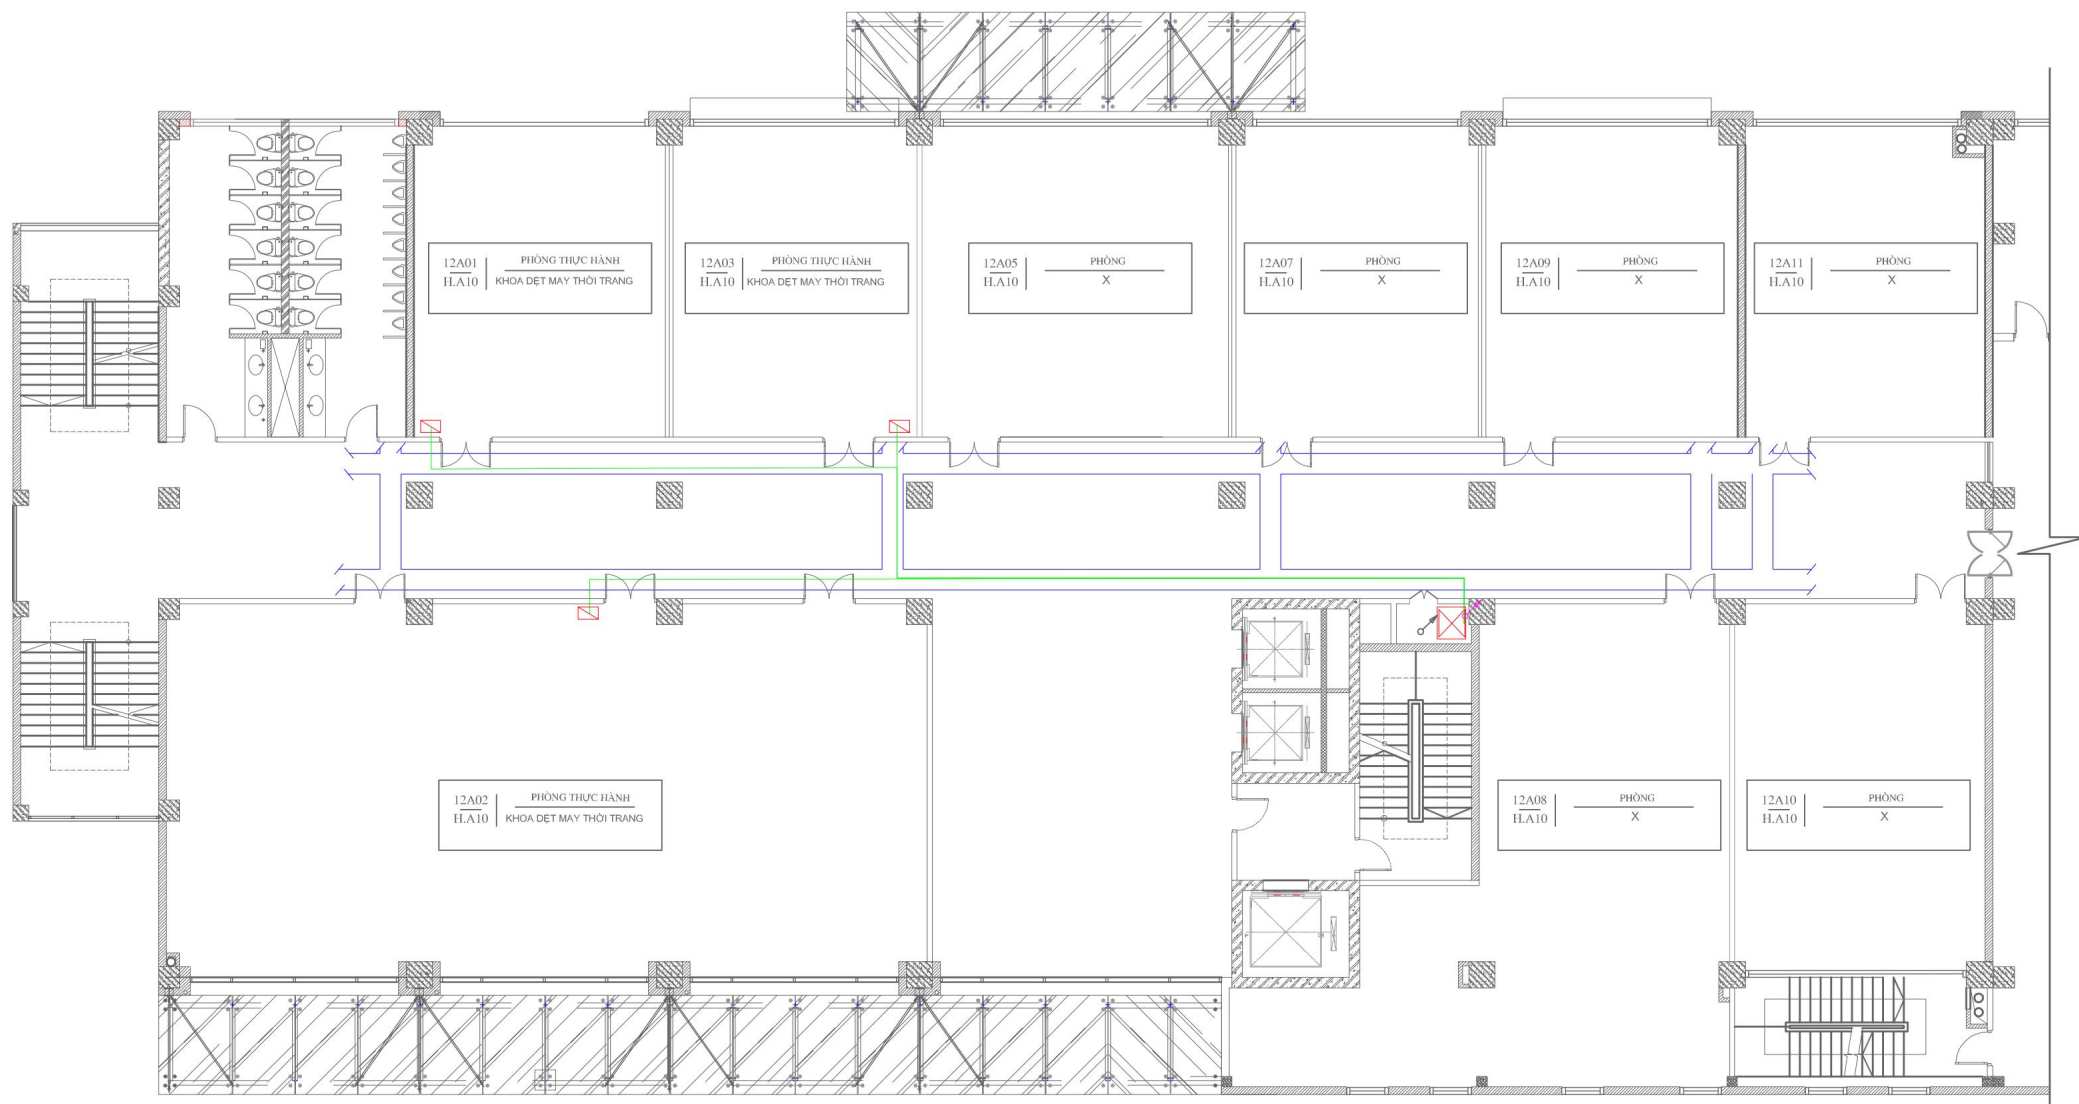 12A01
H.A10
PHÒNG THỰC HÀNH
KHOA DỆT MAY THỜI TRANG
12A03
H.A10
PHÒNG THỰC HÀNH
KHOA DỆT MAY THỜI TRANG
12A05
H.A10
PHÒNG
X
12A07
H.A10
PHÒNG
X
12A09
H.A10
PHÒNG
X
12A11
H.A10
PHÒNG
X
12A02
H.A10
PHÒNG THỰC HÀNH
KHOA DỆT MAY THỜI TRANG
12A08
H.A10
PHÒNG
X
12A10
H.A10
PHÒNG
X